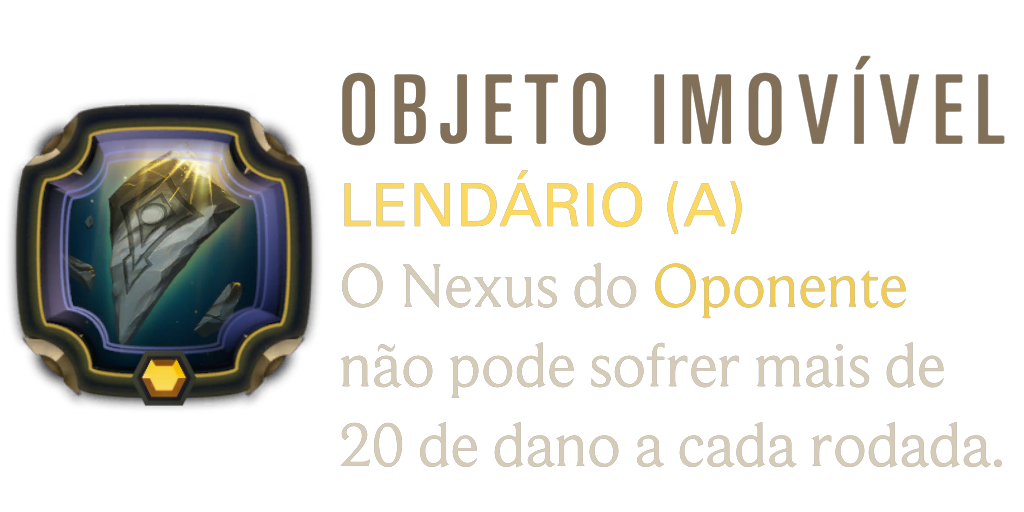 OBJETO IMOVÍVEL
LENDÁRIO (A)
O Nexus do Oponente
não pode sofrer mais de
20 de dano a cada rodada.